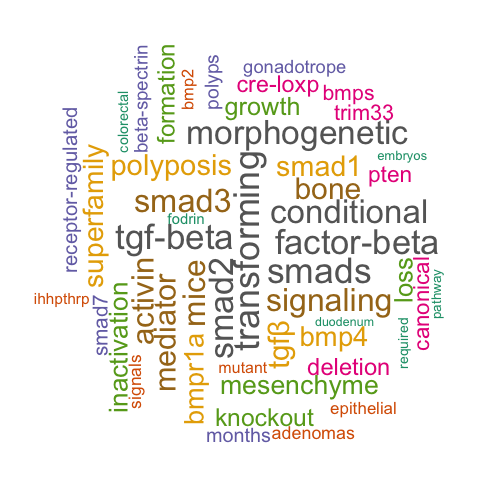 gonadotrope
cre-loxp
bmps
growth
trim33
morphogenetic
embryos
polyposis
smad1
pten
bone
smad3
conditional
fodrin
tgf-beta
factor-beta
smads
signaling
ihhpthrp
duodenum
bmp4
mutant
deletion
mesenchyme
epithelial
knockout
months
adenomas
receptor-regulated
colorectal
beta-spectrin
formation
bmp2
polyps
superfamily
transforming
smad7
inactivation
signals
activin
mediator
mice
bmpr1a
smad2
tgfβ
loss
required
canonical
pathway